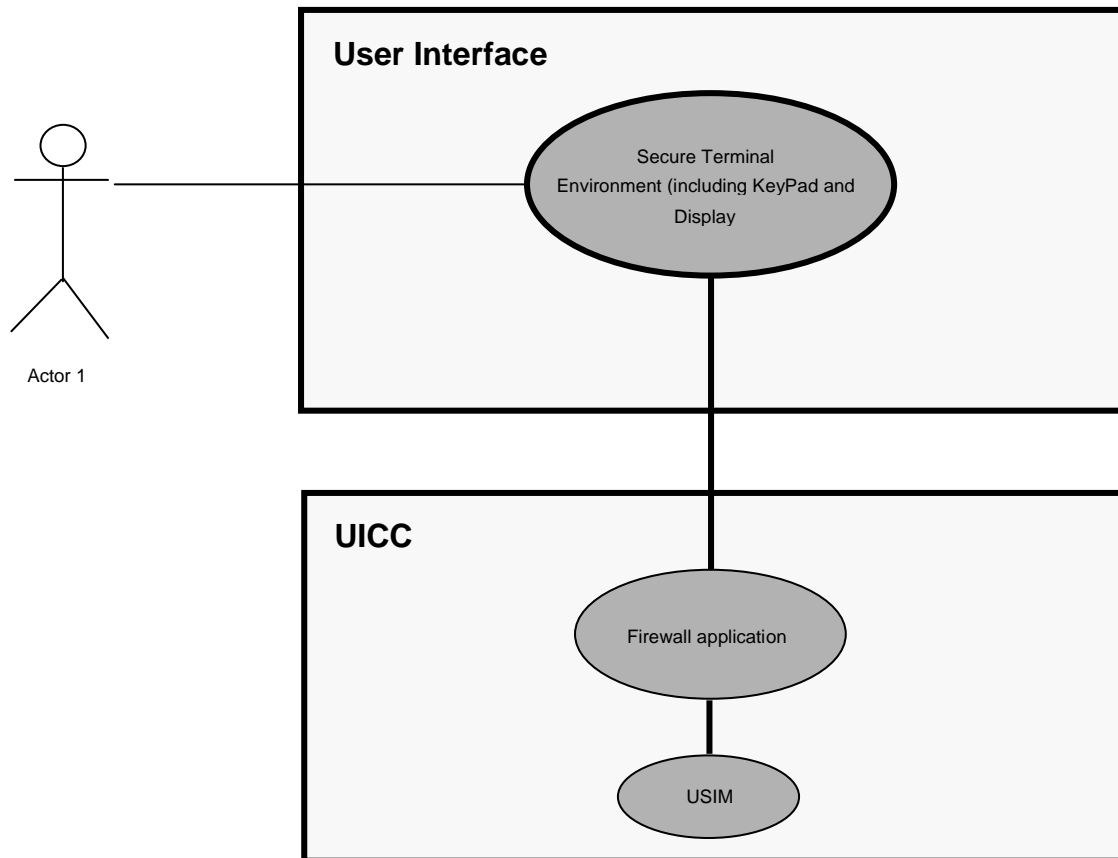 User Interface
Secure Terminal
Environment (including KeyPad and
Display
Actor 1
UICC
Firewall application
USIM